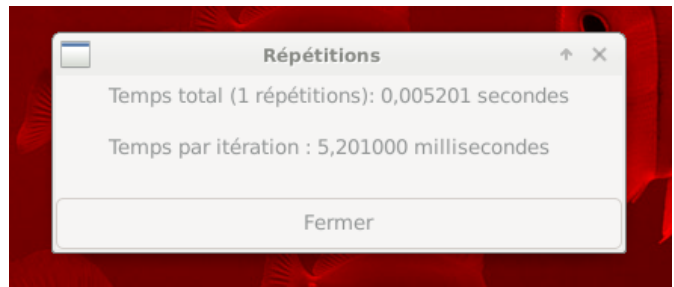 Répétitions
Temps total (1 répétitions): 0,005201 secondes
Temps par itération : 5,201000 millisecondes
Fermer